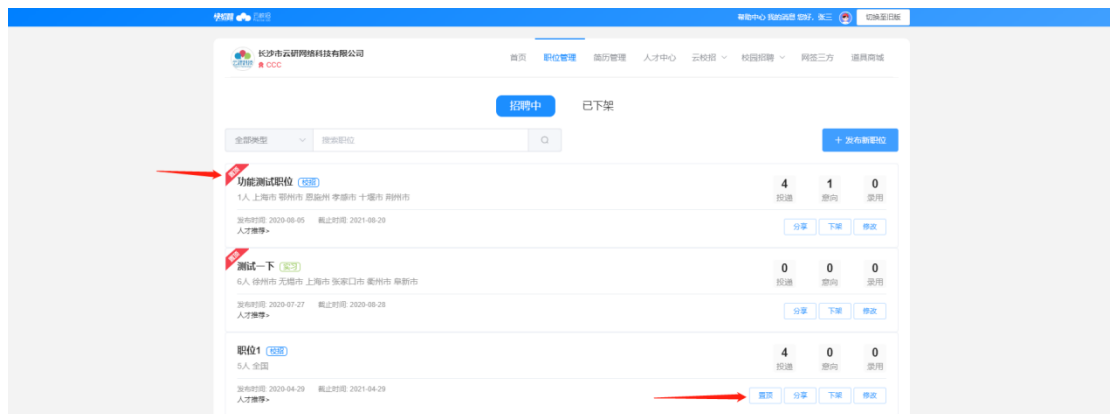 快招聘 云校招 帮助中心 我的消息 您好，张三 切换至旧版
长沙市云研网络科技有限公司
CCC
首页 职位管理 简历管理 人才中心 云校招 校园招聘 网签三方 道具商城
招聘中 已下架
全部类型 搜索职位 + 发布新职位
功能测试职位 校招 4 1 0
1人 上海市 鄂州市 恩施州 孝感市 十堰市 荆州市 投递 意向 录用
发布时间: 2020-08-05 截止时间: 2021-08-20 分享 下架 修改
人才推荐>
测试一下 实习 0 0 0
6人 徐州市 无锡市 上海市 张家口市 衢州市 阜新市 投递 意向 录用
发布时间: 2020-07-27 截止时间: 2020-08-28 分享 下架 修改
人才推荐>
职位1 校招 4 0 0
5人 全国 投递 意向 录用
发布时间: 2020-04-29 截止时间: 2021-04-29 置顶 分享 下架 修改
人才推荐>